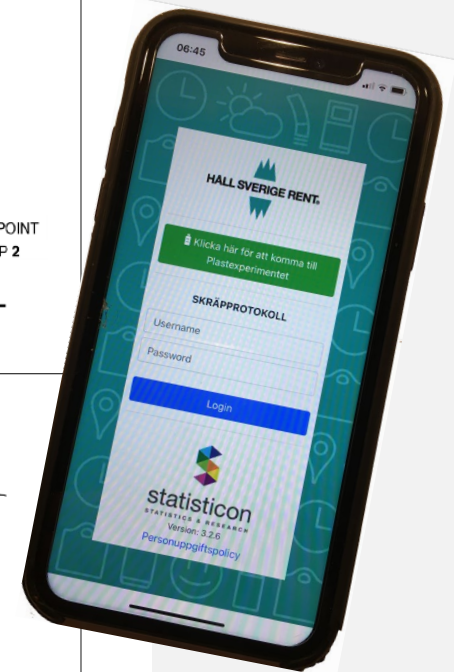 POINT
P 2
06:45
HÅLL SVERIGE RENT®
Klicka här för att komma till
Plastexperimentet
SKRÄPPROTOKOLL
Username
Password
Login
statisticon
STATISTICS & RESEARCH
Version: 3.2.6
Personuppgiftspolicy